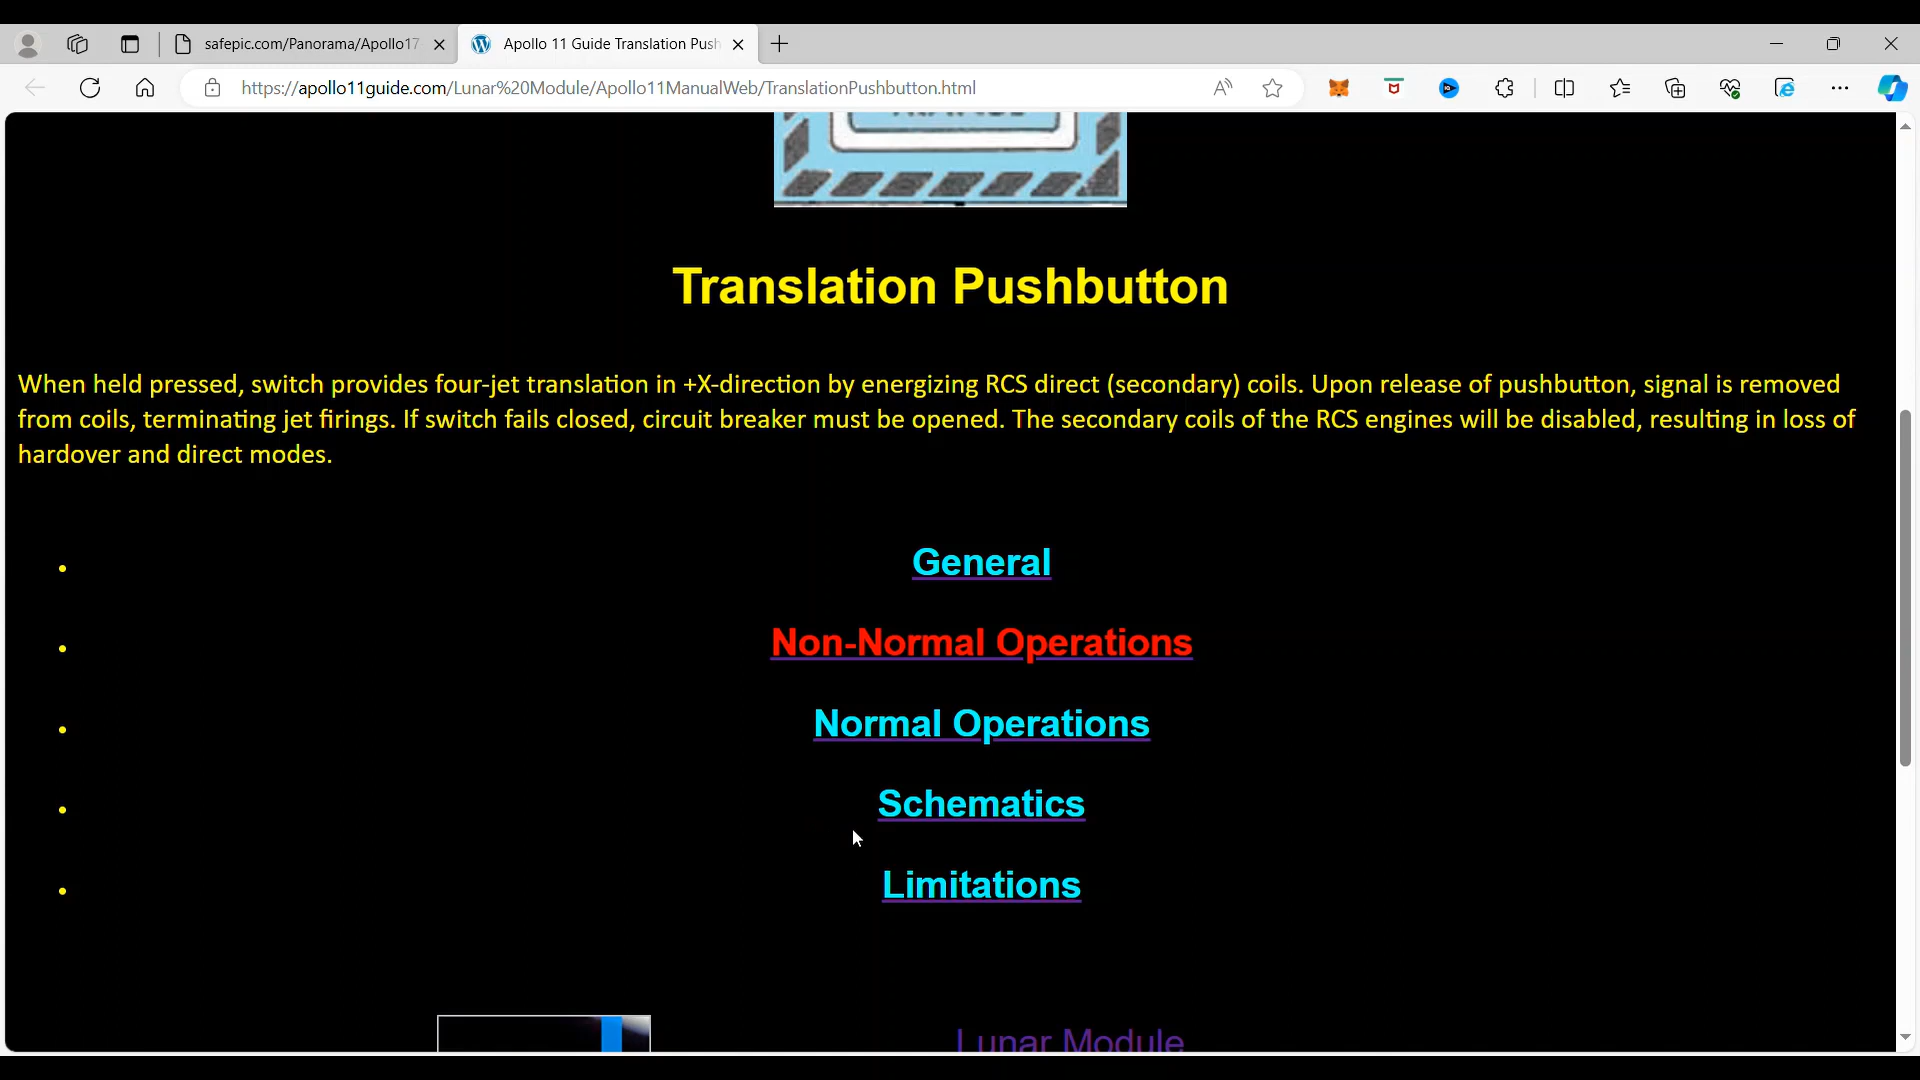 safepic.com/Panorama/Apollo17
Apollo 11 Guide Translation Push
https://apollo11guide.com/Lunar%20Module/Apollo11ManualWeb/TranslationPushbutton.html
Translation Pushbutton
When held pressed, switch provides four-jet translation in +X-direction by energizing RCS direct (secondary) coils. Upon release of pushbutton, signal is removed
from coils, terminating jet firings. If switch fails closed, circuit breaker must be opened. The secondary coils of the RCS engines will be disabled, resulting in loss of
hardover and direct modes.
General
Non-Normal Operations
Normal Operations
Schematics
Limitations
Lunar Module